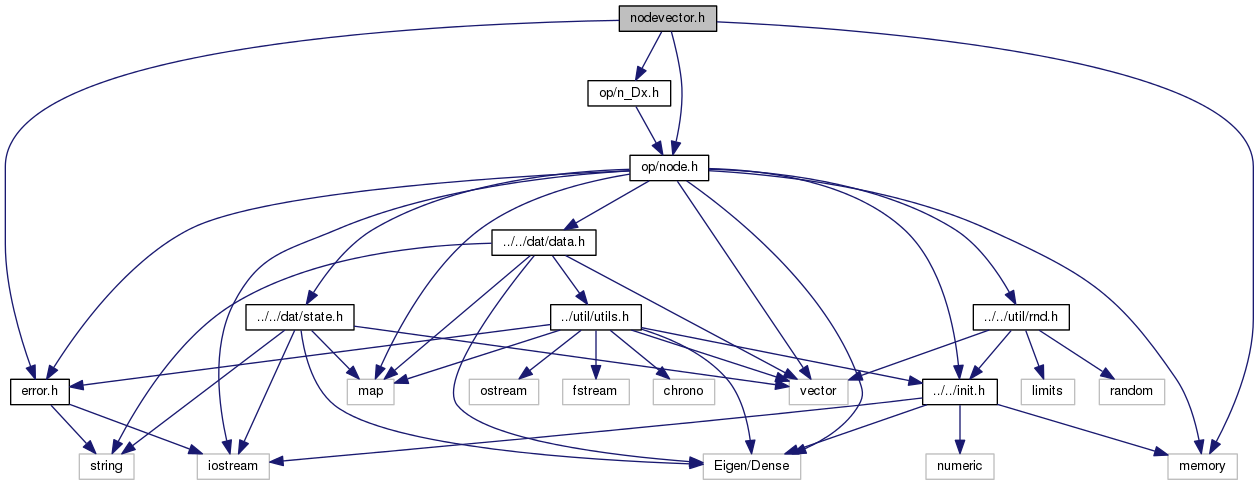 nodevector.h
op/n_Dx.h
op/node.h
../../dat/data.h
../../dat/state.h
../util/utils.h
../../util/rnd.h
error.h
map
ostream
fstream
chrono
vector
../../init.h
limits
random
string
iostream
Eigen/Dense
numeric
memory